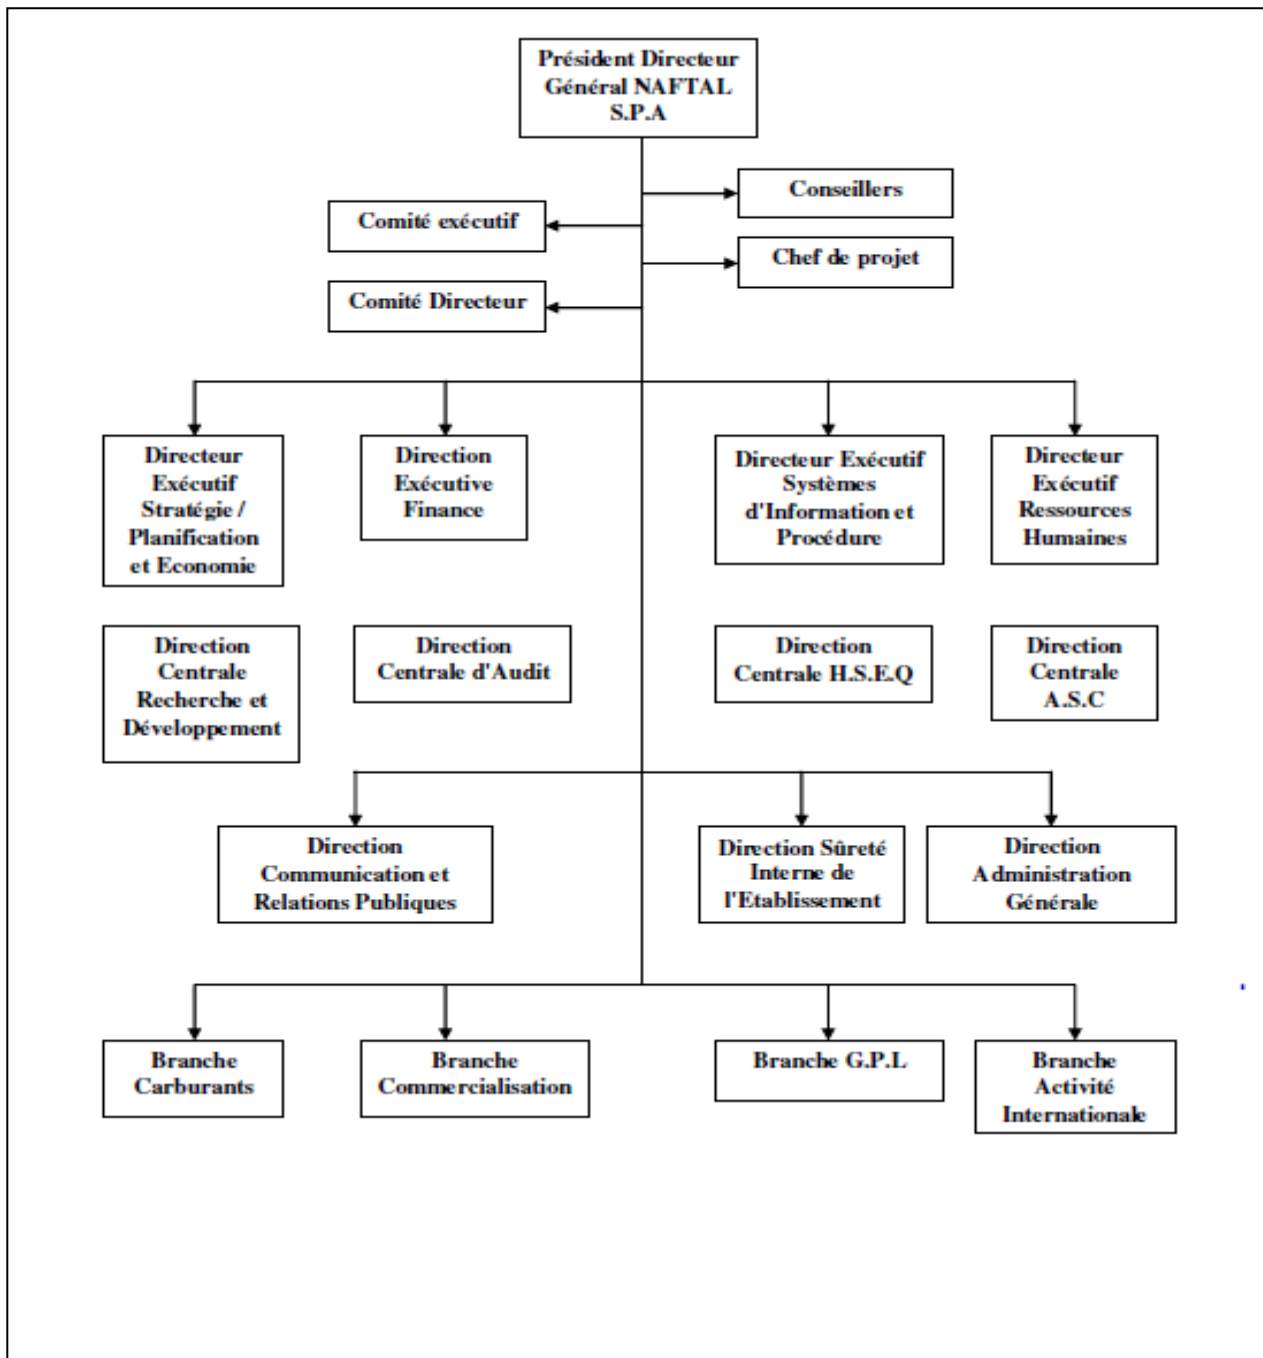 Président Directeur
Général NAFTAL
S.P.A
Conseillers
Comité exécutif
Chef de projet
Comité Directeur
Directeur
Exécutif
Stratégie /
Planification
et Economie
Direction
Exécutive
Finance
Directeur Exécutif
Systèmes
d'Information et
Procédure
Directeur
Exécutif
Ressources
Humaines
Direction
Centrale
Recherche et
Développement
Direction
Centrale d'Audit
Direction
Centrale H.S.E.Q
Direction
Centrale
A.S.C
Direction
Communication et
Relations Publiques
Direction Sûreté
Interne de
l'Etablissement
Direction
Administration
Générale
Branche
Carburants
Branche
Commercialisation
Branche G.P.L
Branche
Activité
Internationale